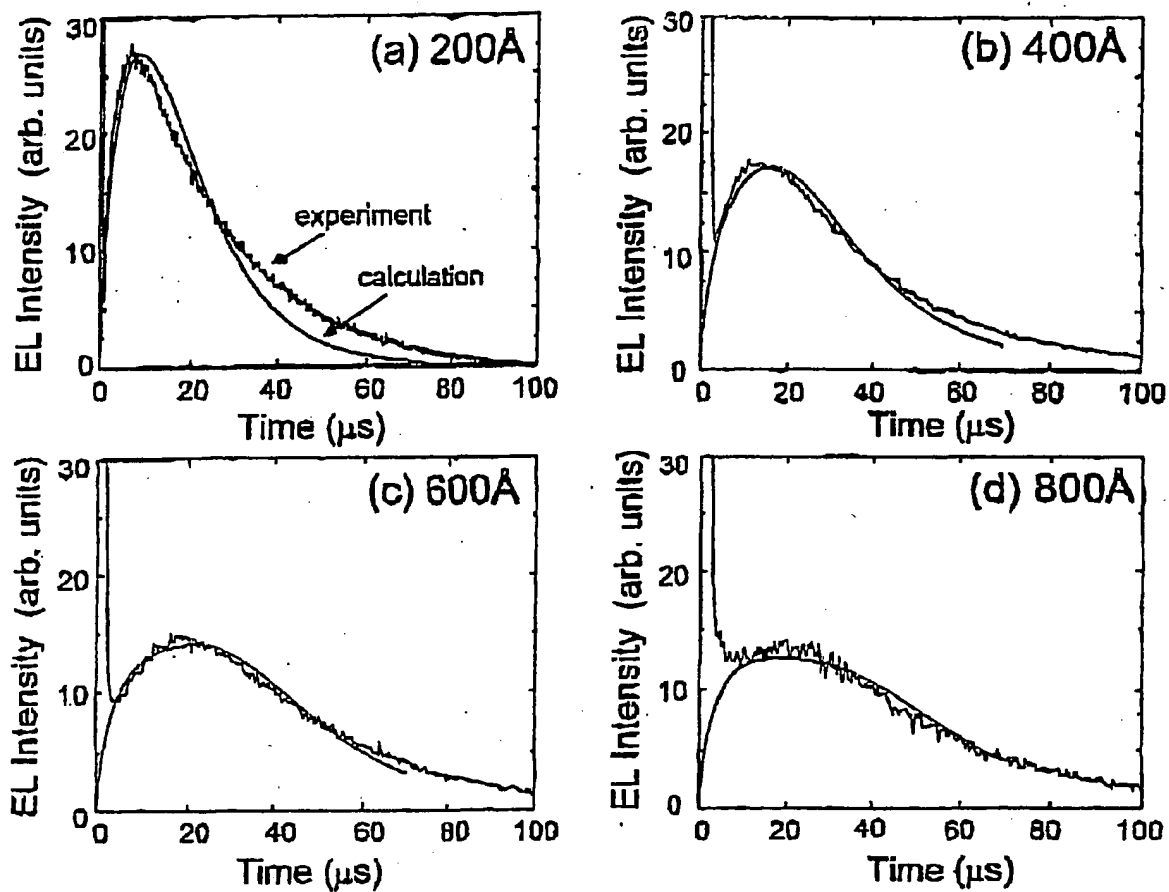 (a) 200Å
EL Intensity (arb. units)
30
20
10
0
experiment
calculation
0 20 40 60 80 100
Time (μs)
(b) 400Å
EL Intensity (arb. units)
30
20
10
0
0 20 40 60 80 100
Time (μs)
(c) 600Å
EL Intensity (arb. units)
30
20
10
0
0 20 40 60 80 100
Time (μs)
(d) 800Å
EL Intensity (arb. units)
30
20
10
0
0 20 40 60 80 100
Time (μs)